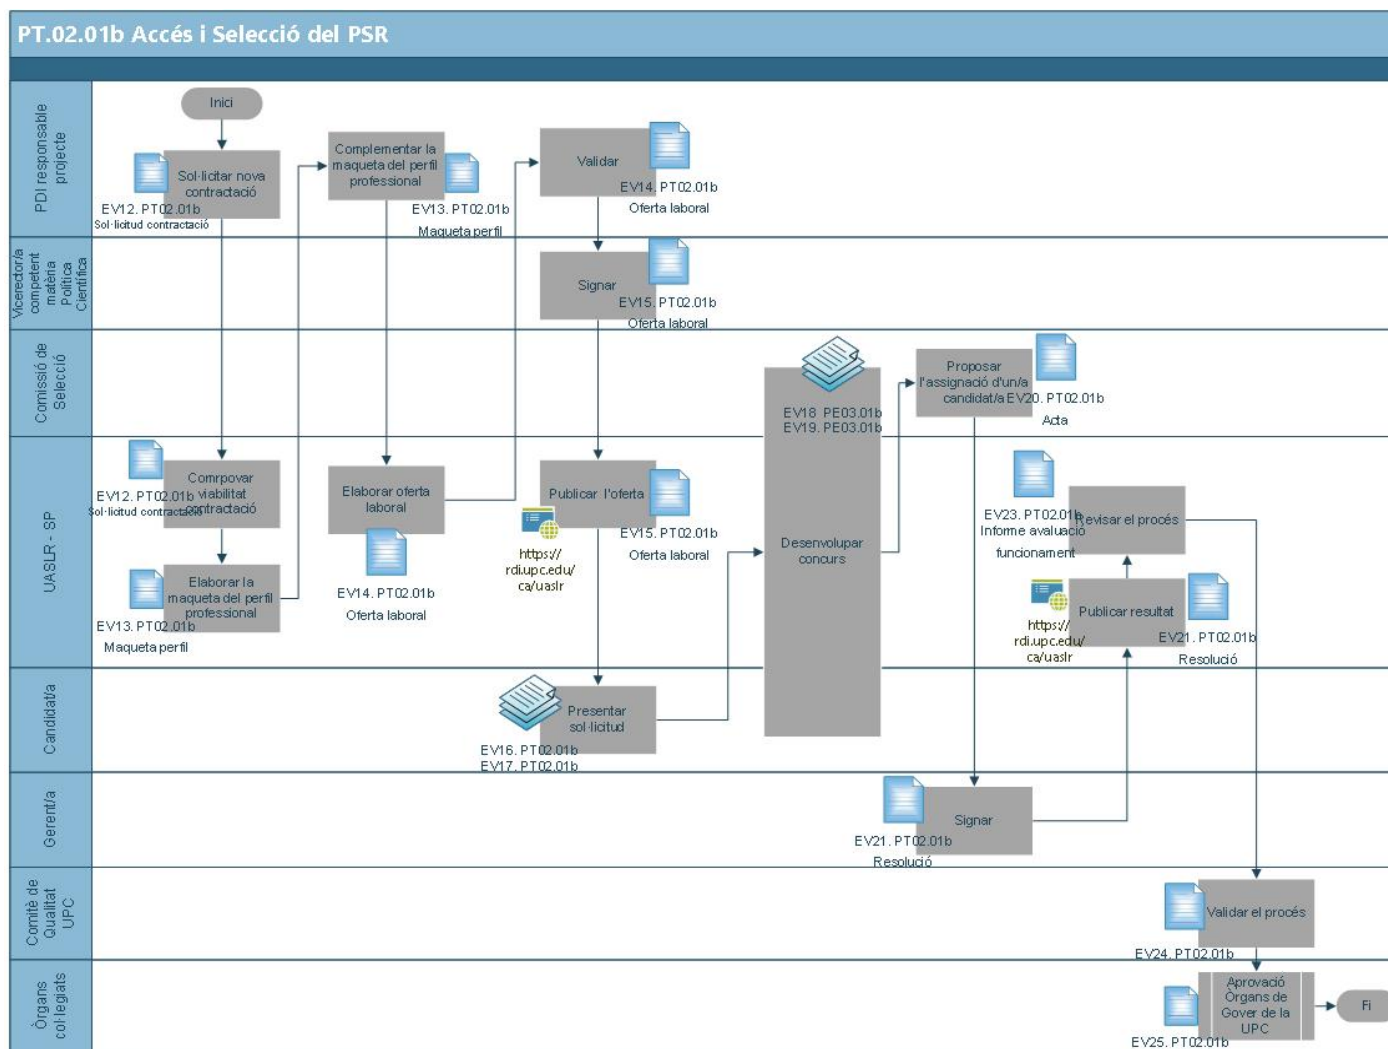 PT.02.01b Accés i Selecció del PSR
PDI responsable
projecte
Inici
Sol·licitar nova
contractació
EV12. PT02.01b
Sol·licitud contractació
Complementar la
maqueta del perfil
professional
EV13. PT02.01b
Maqueta perfil
Validar
EV14. PT02.01b
Oferta laboral
Vicerector/a
competent
matèria
Política
Científica
Signar
EV15. PT02.01b
Oferta laboral
Comissió de
Selecció
EV18 PE03.01b
EV19. PE03.01b
Proposar
l'assignació d'un/a
candidat/a
EV20. PT02.01b
Acta
UASLR - SP
Comrpovar
viabilitat
contractació
EV12. PT02.01b
Sol·licitud contractació
Elaborar la
maqueta del perfil
professional
EV13. PT02.01b
Maqueta perfil
Elaborar oferta
laboral
EV14. PT02.01b
Oferta laboral
Publicar l'oferta
https://
rdi.upc.edu/
ca/uaslr
EV15. PT02.01b
Oferta laboral
Desenvolupar
concurs
Revisar el procés
EV23. PT02.01b
Informe avaluació
funcionament
Publicar resultat
https://
rdi.upc.edu/
ca/uaslr
EV21. PT02.01b
Resolució
Candidat/a
Presentar
sol·licitud
EV16. PT02.01b
EV17. PT02.01b
Gerent/a
Signar
EV21. PT02.01b
Resolució
Comitè de
Qualitat
UPC
Validar el procés
EV24. PT02.01b
Òrgans
col·legiats
Aprovació
Òrgans de
Gover de la
UPC
EV25. PT02.01b
Fi